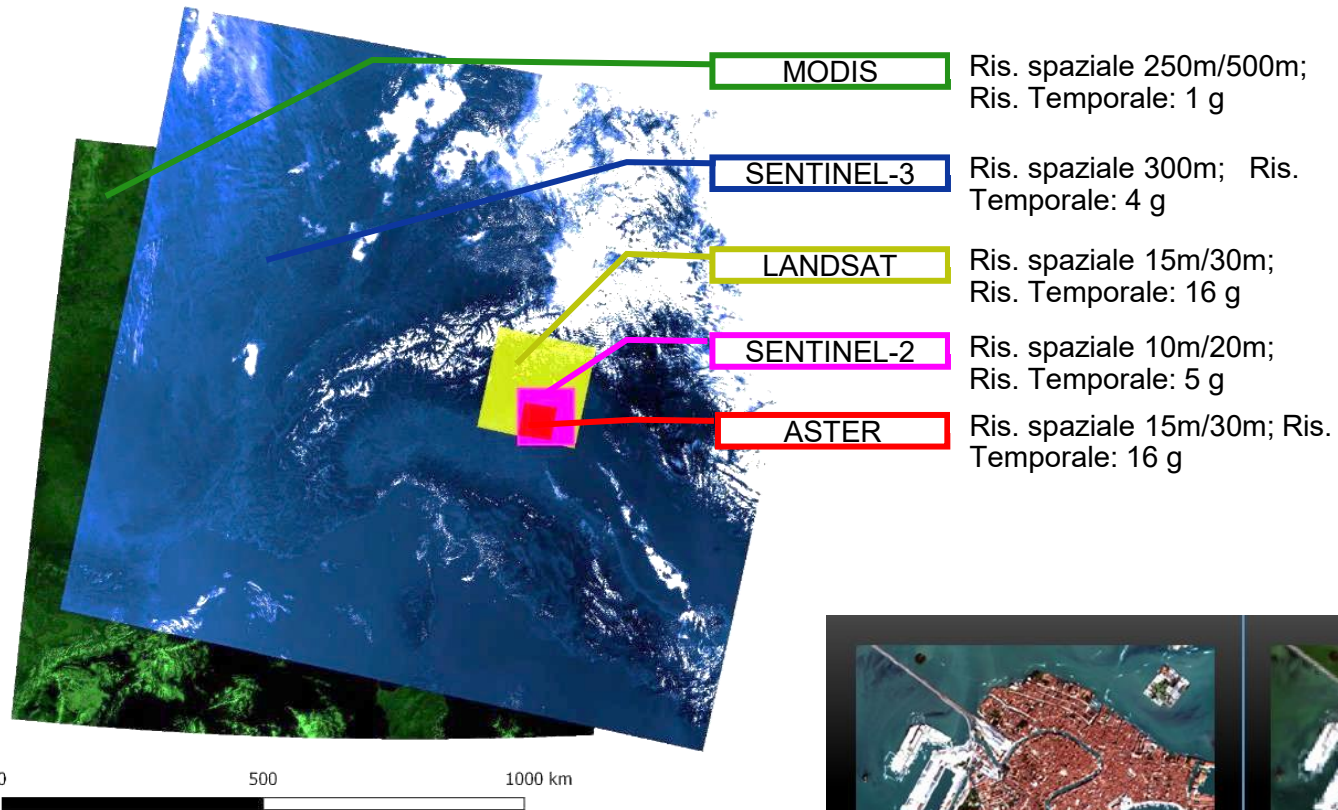 MODIS
Ris. spaziale 250m/500m;
Ris. Temporale: 1 g
SENTINEL-3
Ris. spaziale 300m; Ris.
Temporale: 4 g
LANDSAT
Ris. spaziale 15m/30m;
Ris. Temporale: 16 g
SENTINEL-2
Ris. spaziale 10m/20m;
Ris. Temporale: 5 g
ASTER
Ris. spaziale 15m/30m; Ris.
Temporale: 16 g
0 500 1000 km